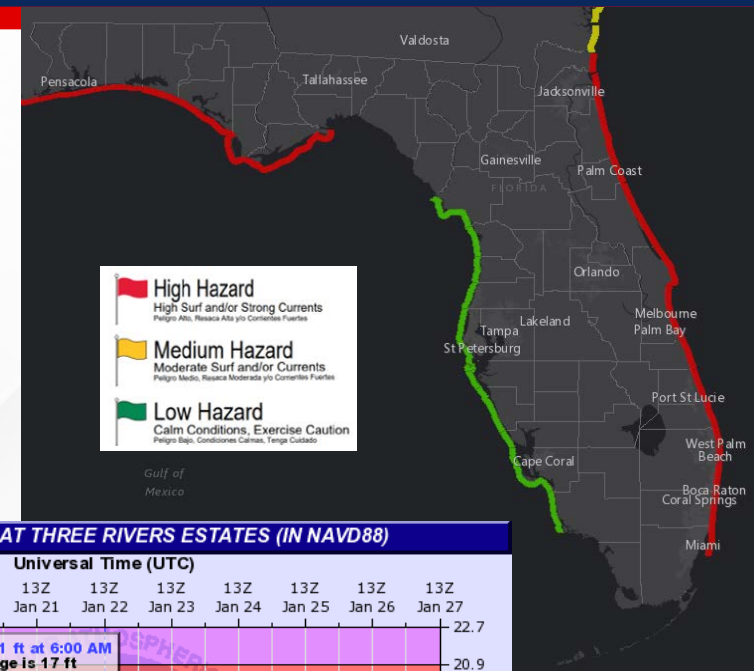 Valdosta
Pensacola
Tallahassee
Jacksonville
Gainesville
Palm Coast
FLORIDA
Orlando
Melbourne
Palm Bay
Lakeland
Tampa
St Petersburg
Port St Lucie
West Palm
Beach
Cape Coral
Boca Raton
Coral Springs
Miami
Gulf of
Mexico
High Hazard
High Surf and/or Strong Currents
Peligro Alto, Resaca Alta y/o Corrientes Fuertes
Medium Hazard
Moderate Surf and/or Currents
Peligro Medio, Resaca Moderada y/o Corrientes Fuertes
Low Hazard
Calm Conditions, Exercise Caution
Peligro Bajo, Condiciones Calmas, Tenga Cuidado
AT THREE RIVERS ESTATES (IN NAVD88)
Universal Time (UTC)
13Z 13Z 13Z 13Z 13Z 13Z 13Z
Jan 21 Jan 22 Jan 23 Jan 24 Jan 25 Jan 26 Jan 27
22.7
1 ft at 6:00 AM
ge is 17 ft
20.9